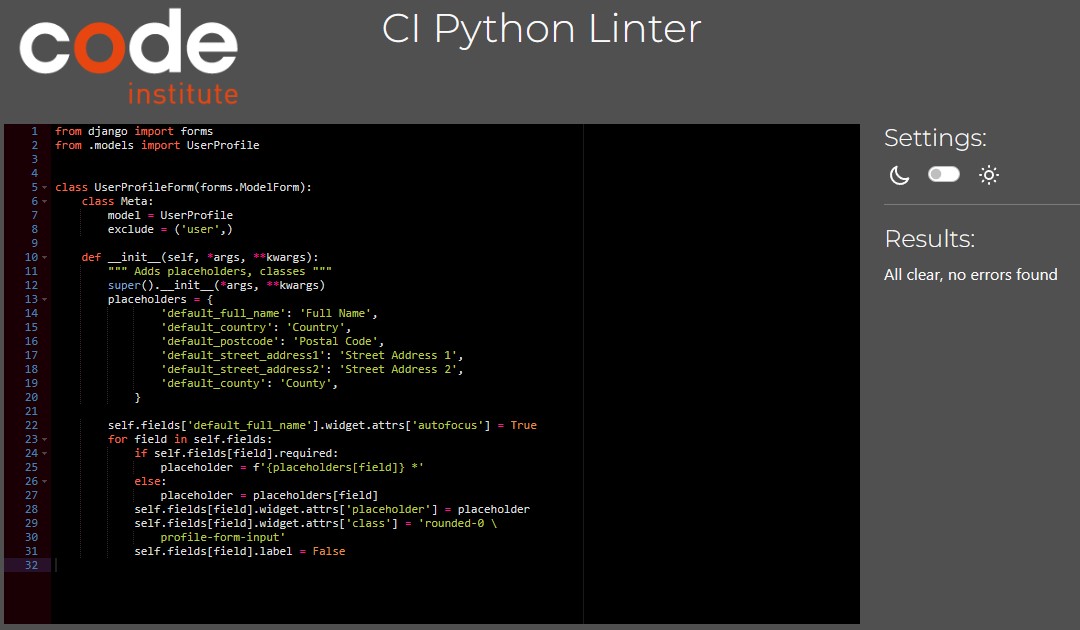 code
institute
CI Python Linter
1 from django import forms
2 from .models import UserProfile
3
4
5 class UserProfileForm(forms.ModelForm):
6     class Meta:
7         model = UserProfile
8         exclude = ('user',)
9
10     def __init__(self, *args, **kwargs):
11         """ Adds placeholders, classes """
12         super().__init__(*args, **kwargs)
13         placeholders = {
14                 'default_full_name': 'Full Name',
15                 'default_country': 'Country',
16                 'default_postcode': 'Postal Code',
17                 'default_street_address1': 'Street Address 1',
18                 'default_street_address2': 'Street Address 2',
19                 'default_county': 'County',
20             }
21
22         self.fields['default_full_name'].widget.attrs['autofocus'] = True
23         for field in self.fields:
24             if self.fields[field].required:
25                 placeholder = f'{placeholders[field]} *'
26             else:
27                 placeholder = placeholders[field]
28             self.fields[field].widget.attrs['placeholder'] = placeholder
29             self.fields[field].widget.attrs['class'] = 'rounded-0 \
30                 profile-form-input'
31             self.fields[field].label = False
32
Settings:
Results:
All clear, no errors found